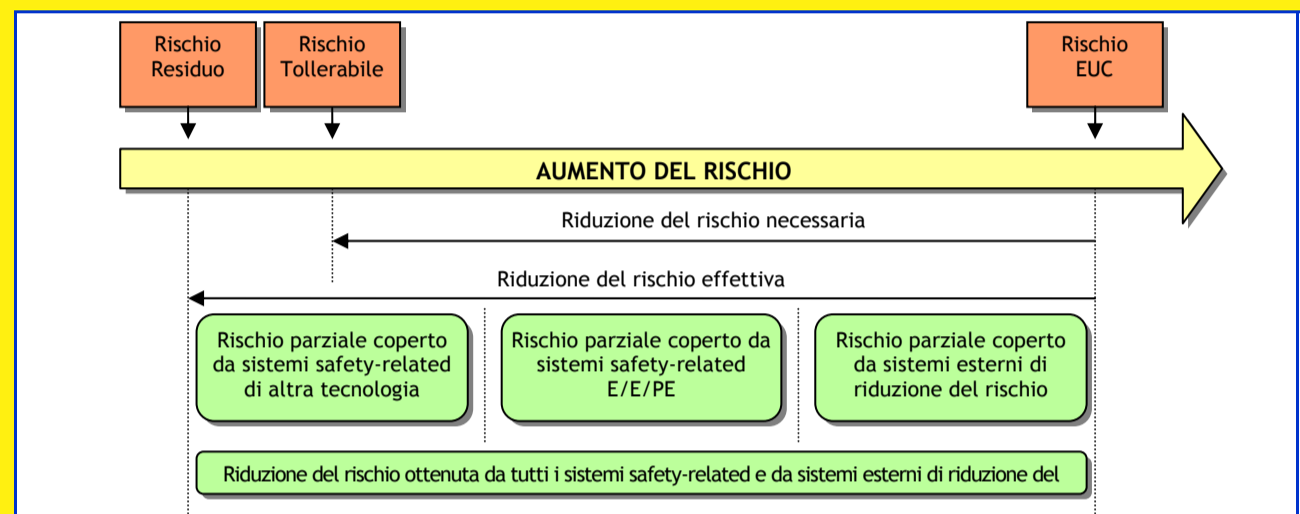 Rischio
Residuo
Rischio
Tollerabile
Rischio
EUC
AUMENTO DEL RISCHIO
Riduzione del rischio necessaria
Riduzione del rischio effettiva
Rischio parziale coperto
da sistemi safety-related
di altra tecnologia
Rischio parziale coperto da
sistemi safety-related
E/E/PE
Rischio parziale coperto
da sistemi esterni di
riduzione del rischio
Riduzione del rischio ottenuta da tutti i sistemi safety-related e da sistemi esterni di riduzione del